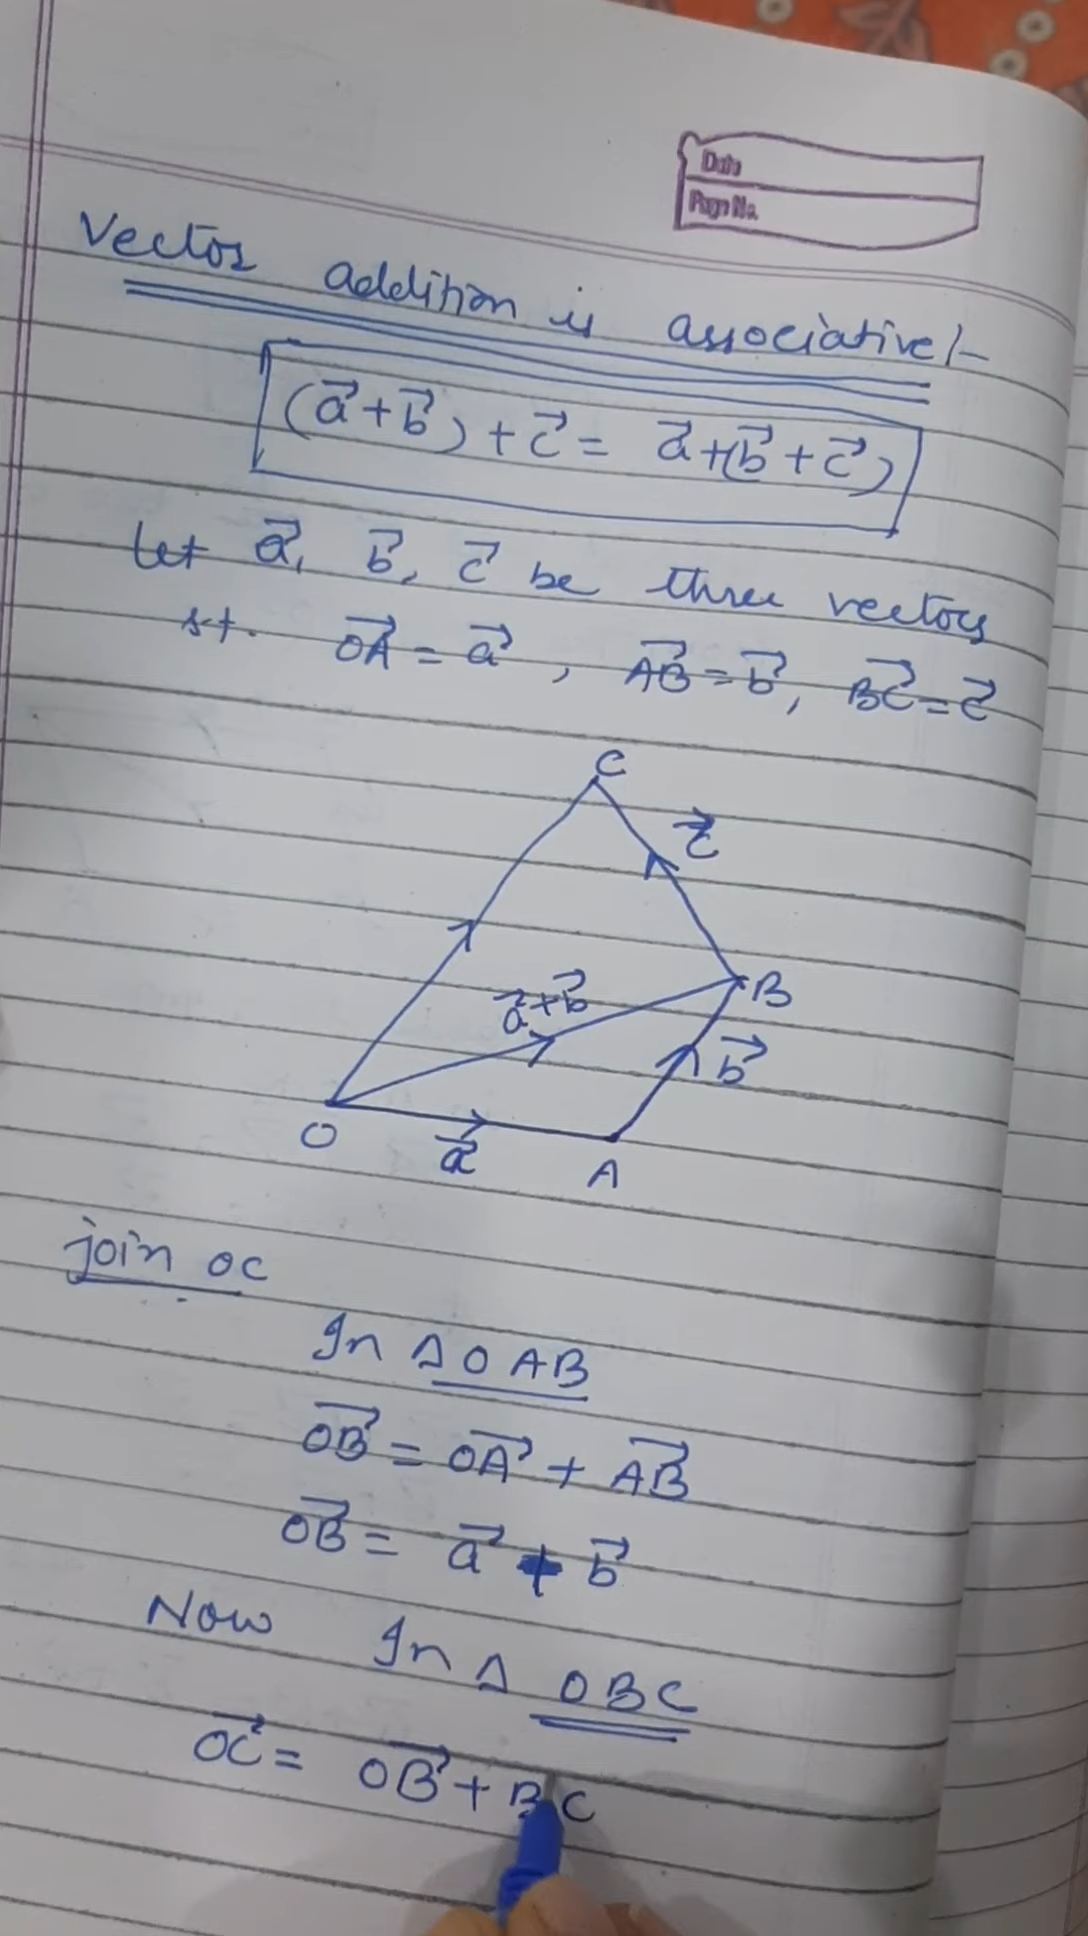 Date
Page No.
Vector addition is associative:-
(a⃗+b⃗)+c⃗ = a⃗+(b⃗+c⃗)
Let a⃗, b⃗, c⃗ be three vectors
s.t. OA⃗ = a⃗, AB⃗ = b⃗, BC⃗ = c⃗
C
c⃗
a⃗+b⃗
B
b⃗
O
a⃗
A
join OC
In Δ OAB
OB⃗ = OA⃗ + AB⃗
OB⃗ = a⃗ + b⃗
Now In Δ OBC
OC⃗ = OB⃗ + BC